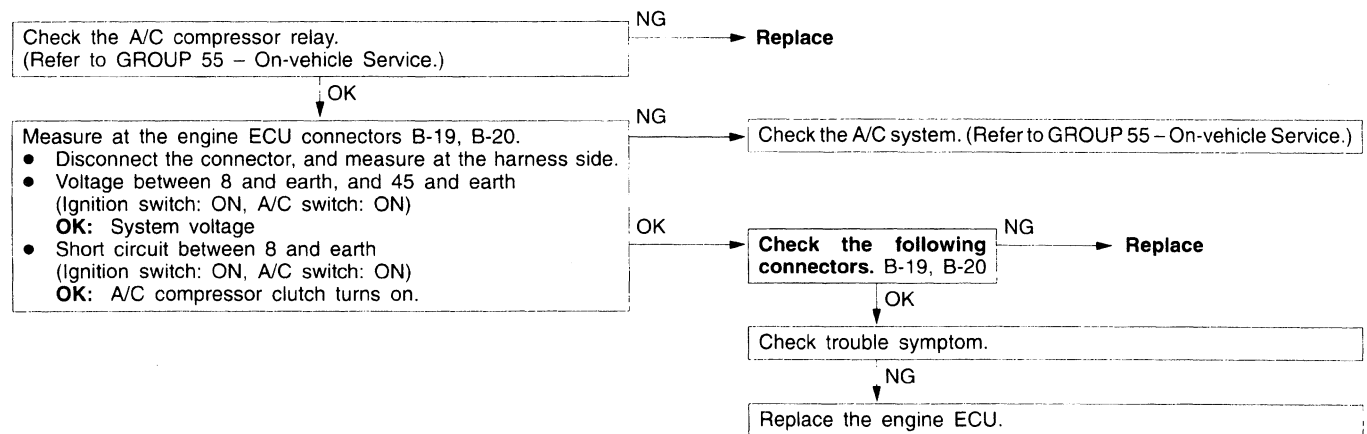 Check the A/C compressor relay.
(Refer to GROUP 55 – On-vehicle Service.)
NG
Replace
OK
Measure at the engine ECU connectors B-19, B-20.
● Disconnect the connector, and measure at the harness side.
● Voltage between 8 and earth, and 45 and earth
(Ignition switch: ON, A/C switch: ON)
OK: System voltage
● Short circuit between 8 and earth
(Ignition switch: ON, A/C switch: ON)
OK: A/C compressor clutch turns on.
NG
Check the A/C system. (Refer to GROUP 55 – On-vehicle Service.)
OK
Check the following
connectors. B-19, B-20
NG
Replace
OK
Check trouble symptom.
NG
Replace the engine ECU.